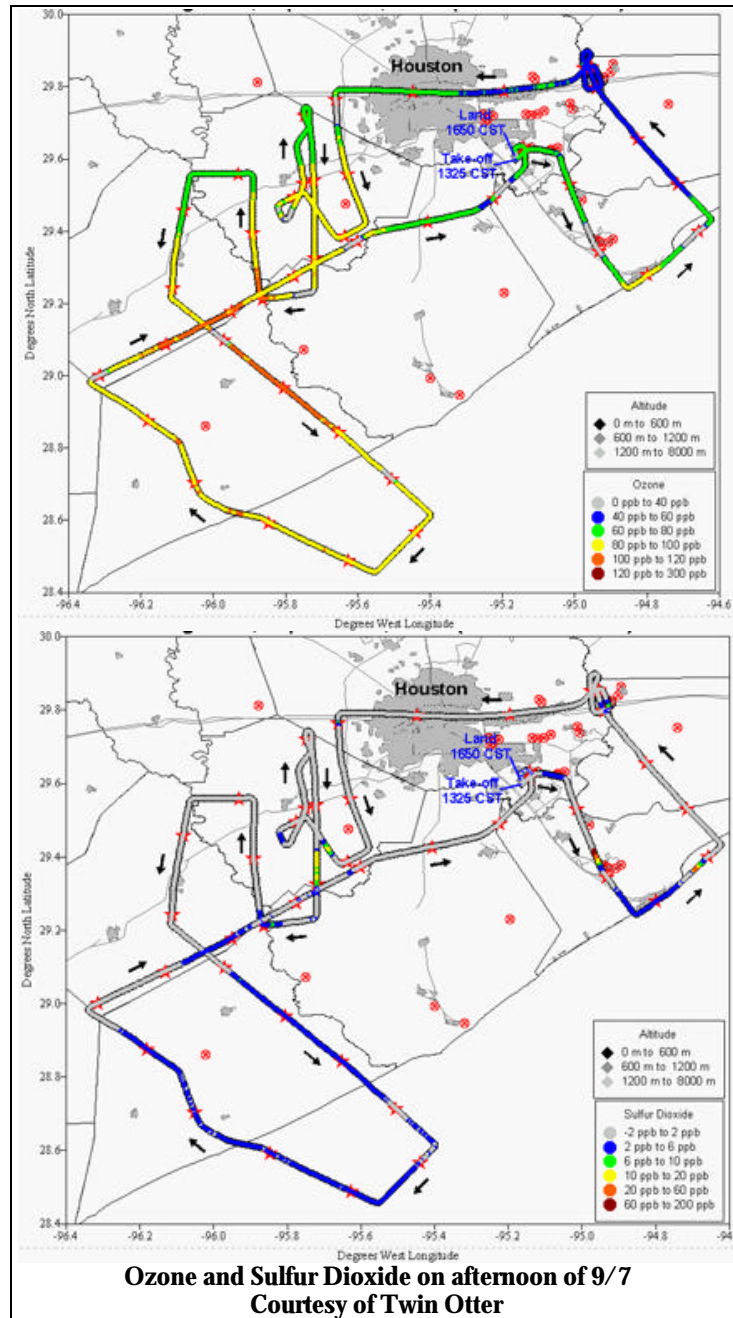 30.0
29.8
29.6
29.4
29.2
29.0
28.8
28.6
28.4
Degrees North Latitude
Houston
Land
1650 CST
Take-off
1325 CST
Altitude
0 m to 600 m
600 m to 1200 m
1200 m to 8000 m
Ozone
0 ppb to 40 ppb
40 ppb to 60 ppb
60 ppb to 80 ppb
80 ppb to 100 ppb
100 ppb to 120 ppb
120 ppb to 300 ppb
-96.4 -96.2 -96.0 -95.8 -95.6 -95.4 -95.2 -95.0 -94.8 -94.6
Degrees West Longitude
30.0
29.8
29.6
29.4
29.2
29.0
28.8
28.6
28.4
Degrees North Latitude
Houston
Land
1650 CST
Take-off
1325 CST
Altitude
0 m to 600 m
600 m to 1200 m
1200 m to 8000 m
Sulfur Dioxide
-2 ppb to 2 ppb
2 ppb to 6 ppb
6 ppb to 10 ppb
10 ppb to 20 ppb
20 ppb to 60 ppb
60 ppb to 200 ppb
-96.4 -96.2 -96.0 -95.8 -95.6 -95.4 -95.2 -95.0 -94.8
Degrees West Longitude
Ozone and Sulfur Dioxide on afternoon of 9/7
Courtesy of Twin Otter